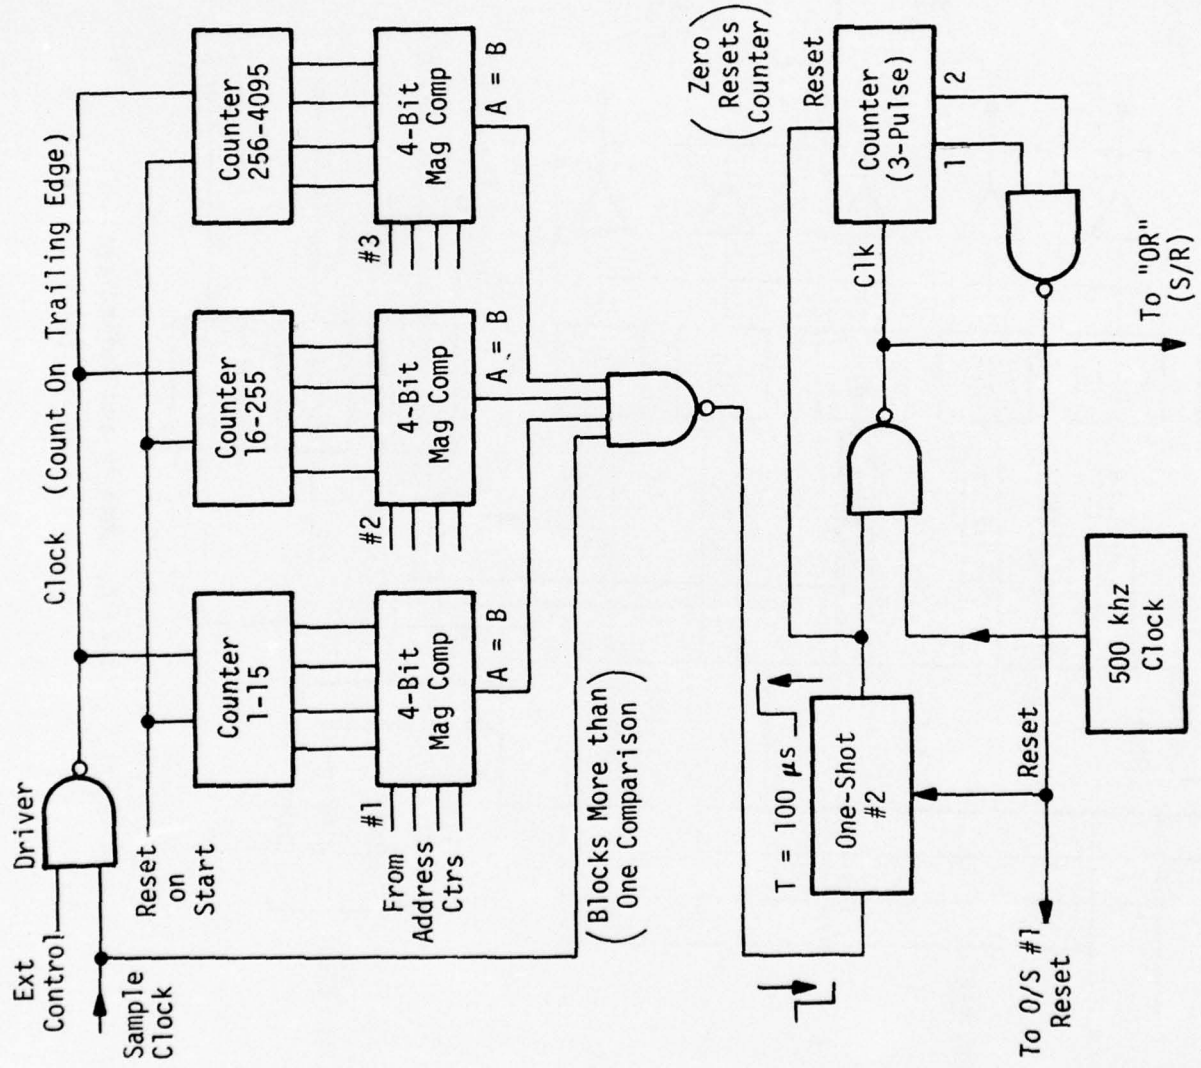 Ext
Control
Driver
Clock (Count On Trailing Edge)
Sample
Clock
Reset
on
Start
Counter
1-15
Counter
16-255
Counter
256-4095
From
Address
Ctrs
#1
4-Bit
Mag Comp
#2
4-Bit
Mag Comp
#3
4-Bit
Mag Comp
A = B
A = B
A = B
(Blocks More than
One Comparison)
(Zero
Resets
Counter)
T = 100 μs
One-Shot
#2
Reset
Counter
(3-Pulse)
1
2
Clk
Reset
To O/S #1
Reset
500 khz
Clock
To "OR"
(S/R)